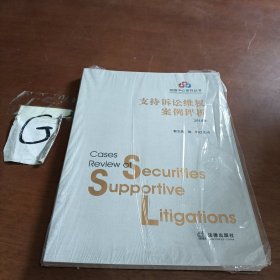 支持诉讼维权
案例评析
Cases
Review of
Securities
Supportive
Litigations
法律出版社
G